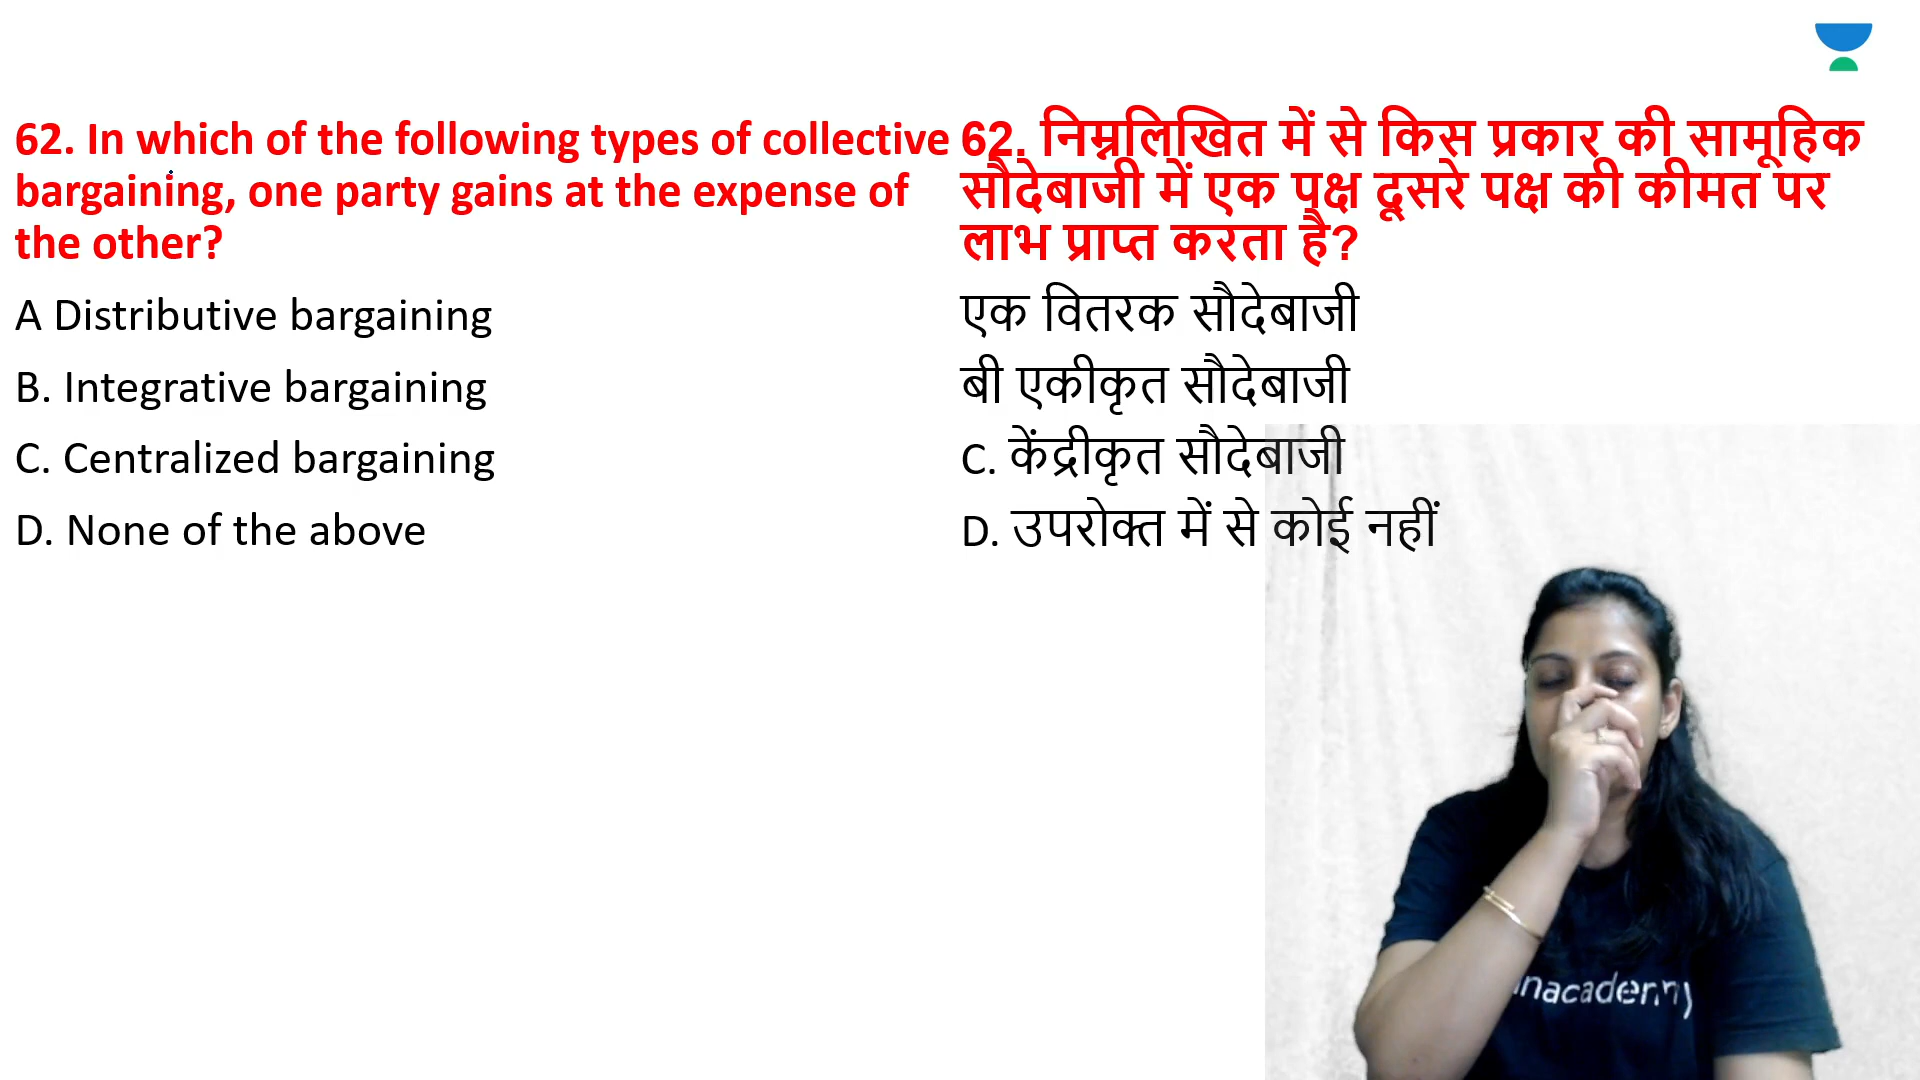 62. In which of the following types of collective
bargaining, one party gains at the expense of
the other?
A Distributive bargaining
B. Integrative bargaining
C. Centralized bargaining
D. None of the above
62. निम्नलिखित में से किस प्रकार की सामूहिक
सौदेबाजी में एक पक्ष दूसरे पक्ष की कीमत पर
लाभ प्राप्त करता है?
एक वितरक सौदेबाजी
बी एकीकृत सौदेबाजी
C. केंद्रीकृत सौदेबाजी
D. उपरोक्त में से कोई नहीं